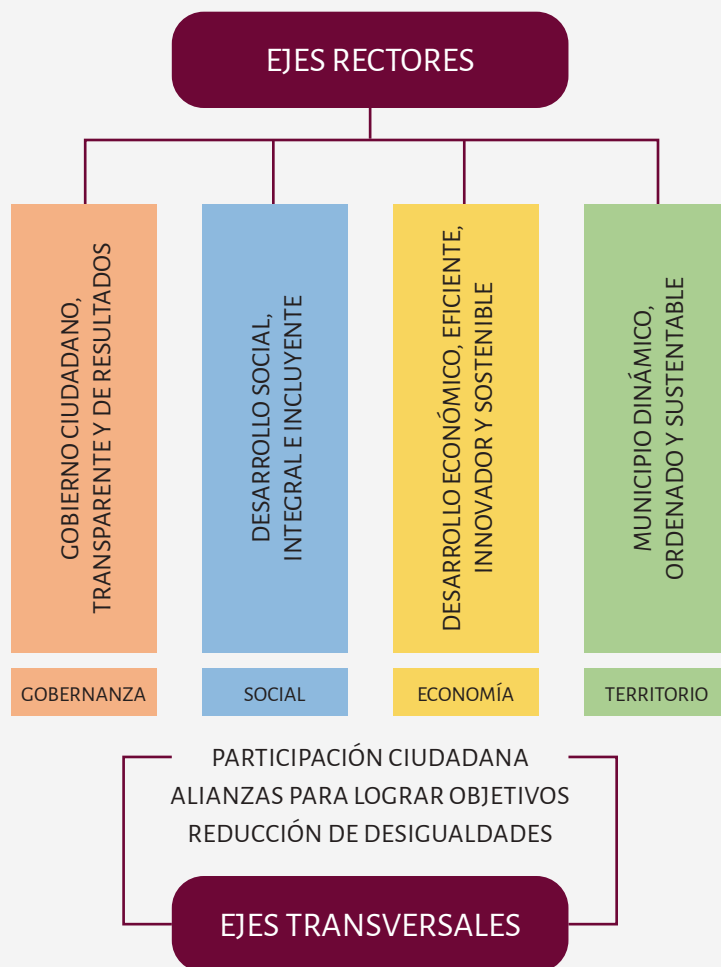 EJES RECTORES
GOBIERNO CIUDADANO,
TRANSPARENTE Y DE RESULTADOS
DESARROLLO SOCIAL,
INTEGRAL E INCLUYENTE
DESARROLLO ECONÓMICO, EFICIENTE,
INNOVADOR Y SOSTENIBLE
MUNICIPIO DINÁMICO,
ORDENADO Y SUSTENTABLE
GOBERNANZA
SOCIAL
ECONOMÍA
TERRITORIO
PARTICIPACIÓN CIUDADANA
ALIANZAS PARA LOGRAR OBJETIVOS
REDUCCIÓN DE DESIGUALDADES
EJES TRANSVERSALES